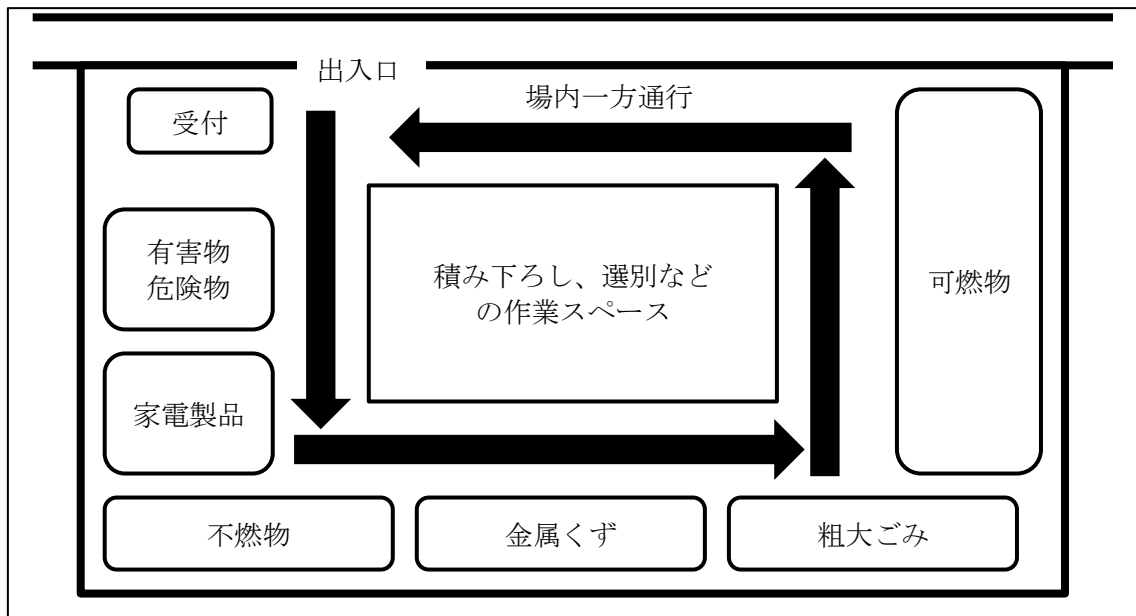 出入口
場内一方通行
受付
有害物
危険物
積み下ろし、選別など
の作業スペース
可燃物
家電製品
不燃物
金属くず
粗大ごみ